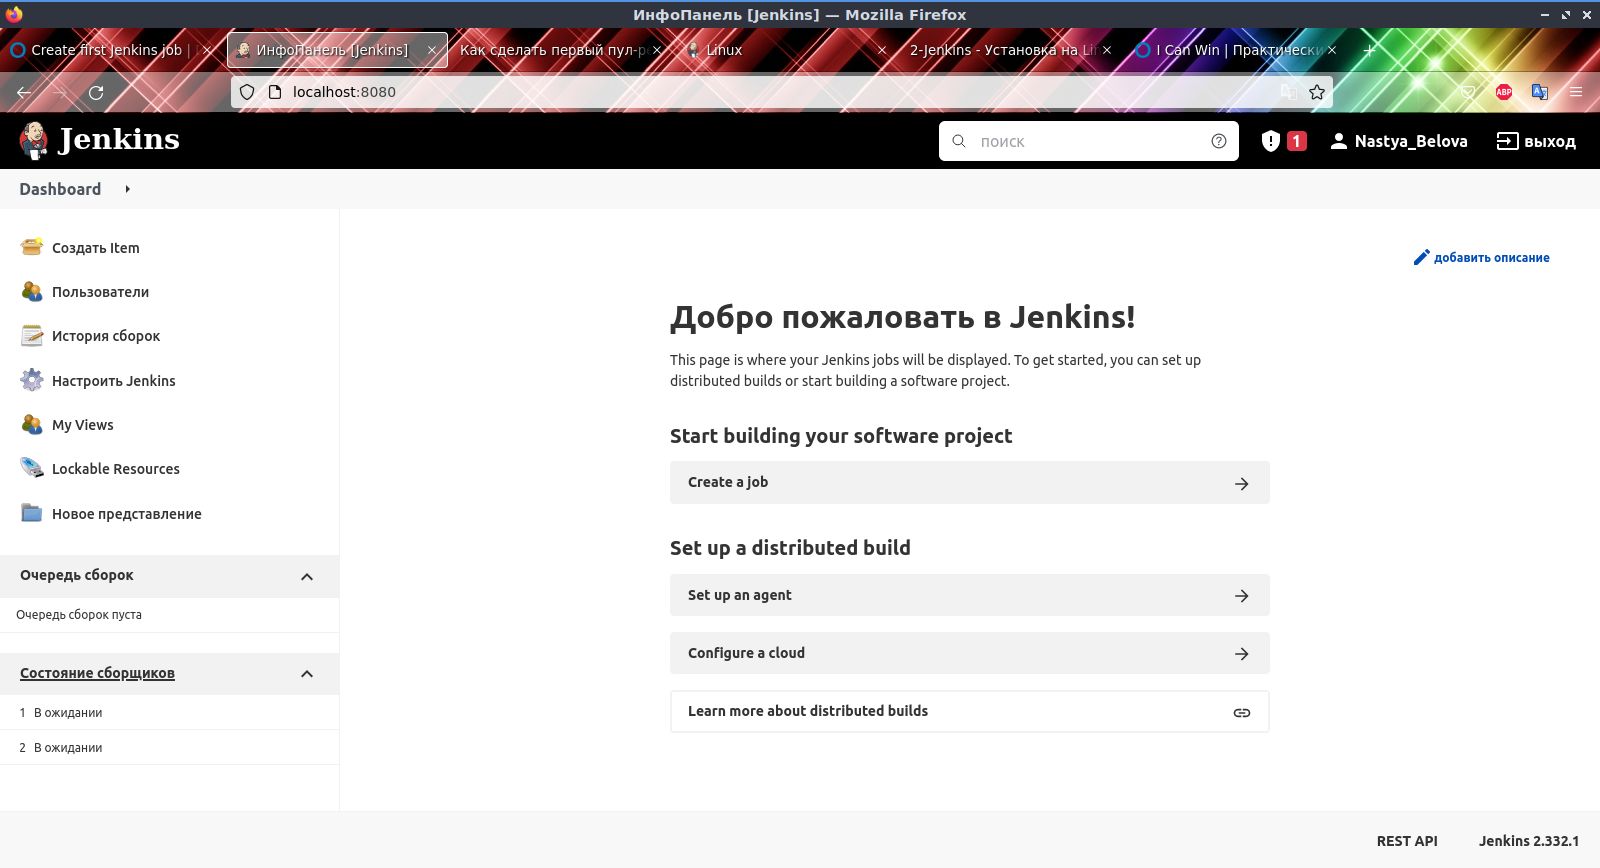 ИнфоПанель [Jenkins] — Mozilla Firefox
Create first Jenkins job |
ИнфоПанель [Jenkins]
Как сделать первый пул-ре
Linux
2-Jenkins - Установка на Lin
I Can Win | Практически
localhost:8080
ABP
Jenkins
поиск
1
Nastya_Belova
выход
Dashboard
Создать Item
Пользователи
История сборок
Настроить Jenkins
My Views
Lockable Resources
Новое представление
Очередь сборок
Очередь сборок пуста
Состояние сборщиков
1 В ожидании
2 В ожидании
добавить описание
Добро пожаловать в Jenkins!
This page is where your Jenkins jobs will be displayed. To get started, you can set up
distributed builds or start building a software project.
Start building your software project
Create a job
Set up a distributed build
Set up an agent
Configure a cloud
Learn more about distributed builds
REST API
Jenkins 2.332.1